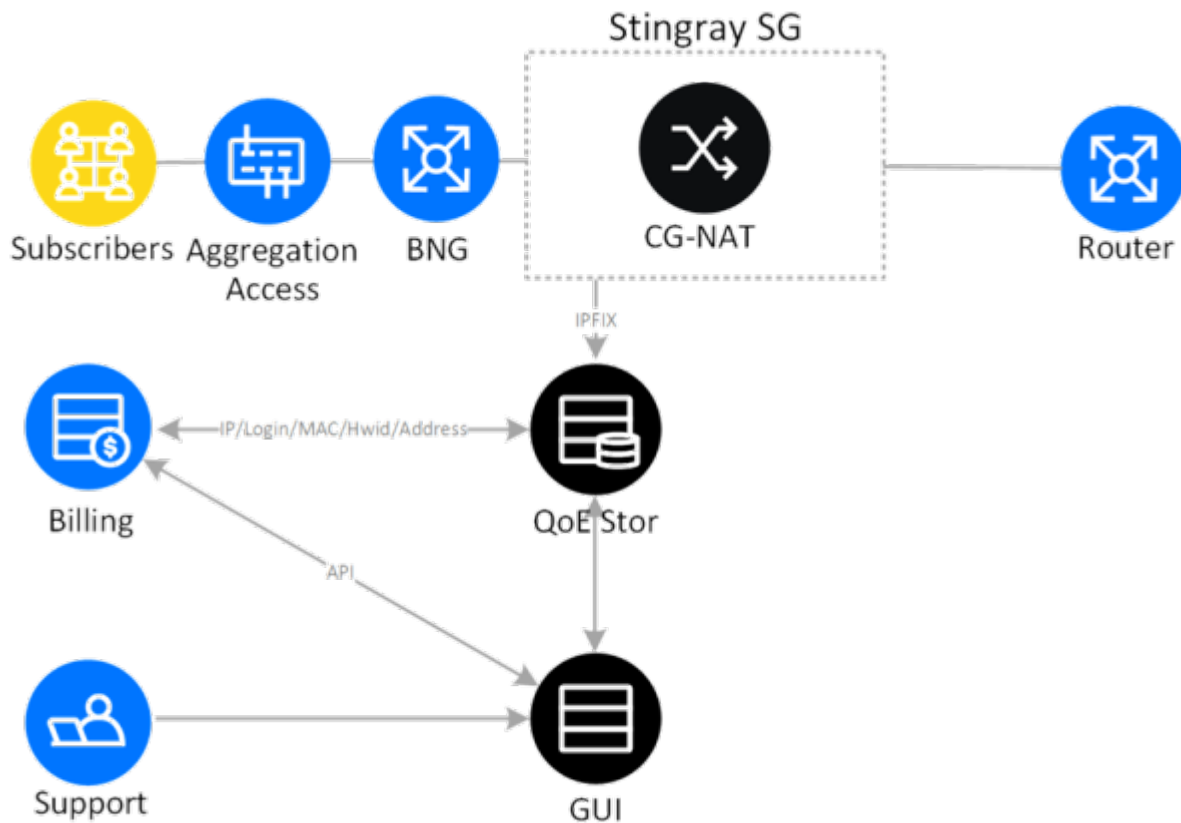 Stingray SG
Subscribers
Aggregation
Access
BNG
CG-NAT
Router
IPFIX
IP/Login/MAC/Hwid/Address
Billing
$
QoE Stor
API
Support
GUI